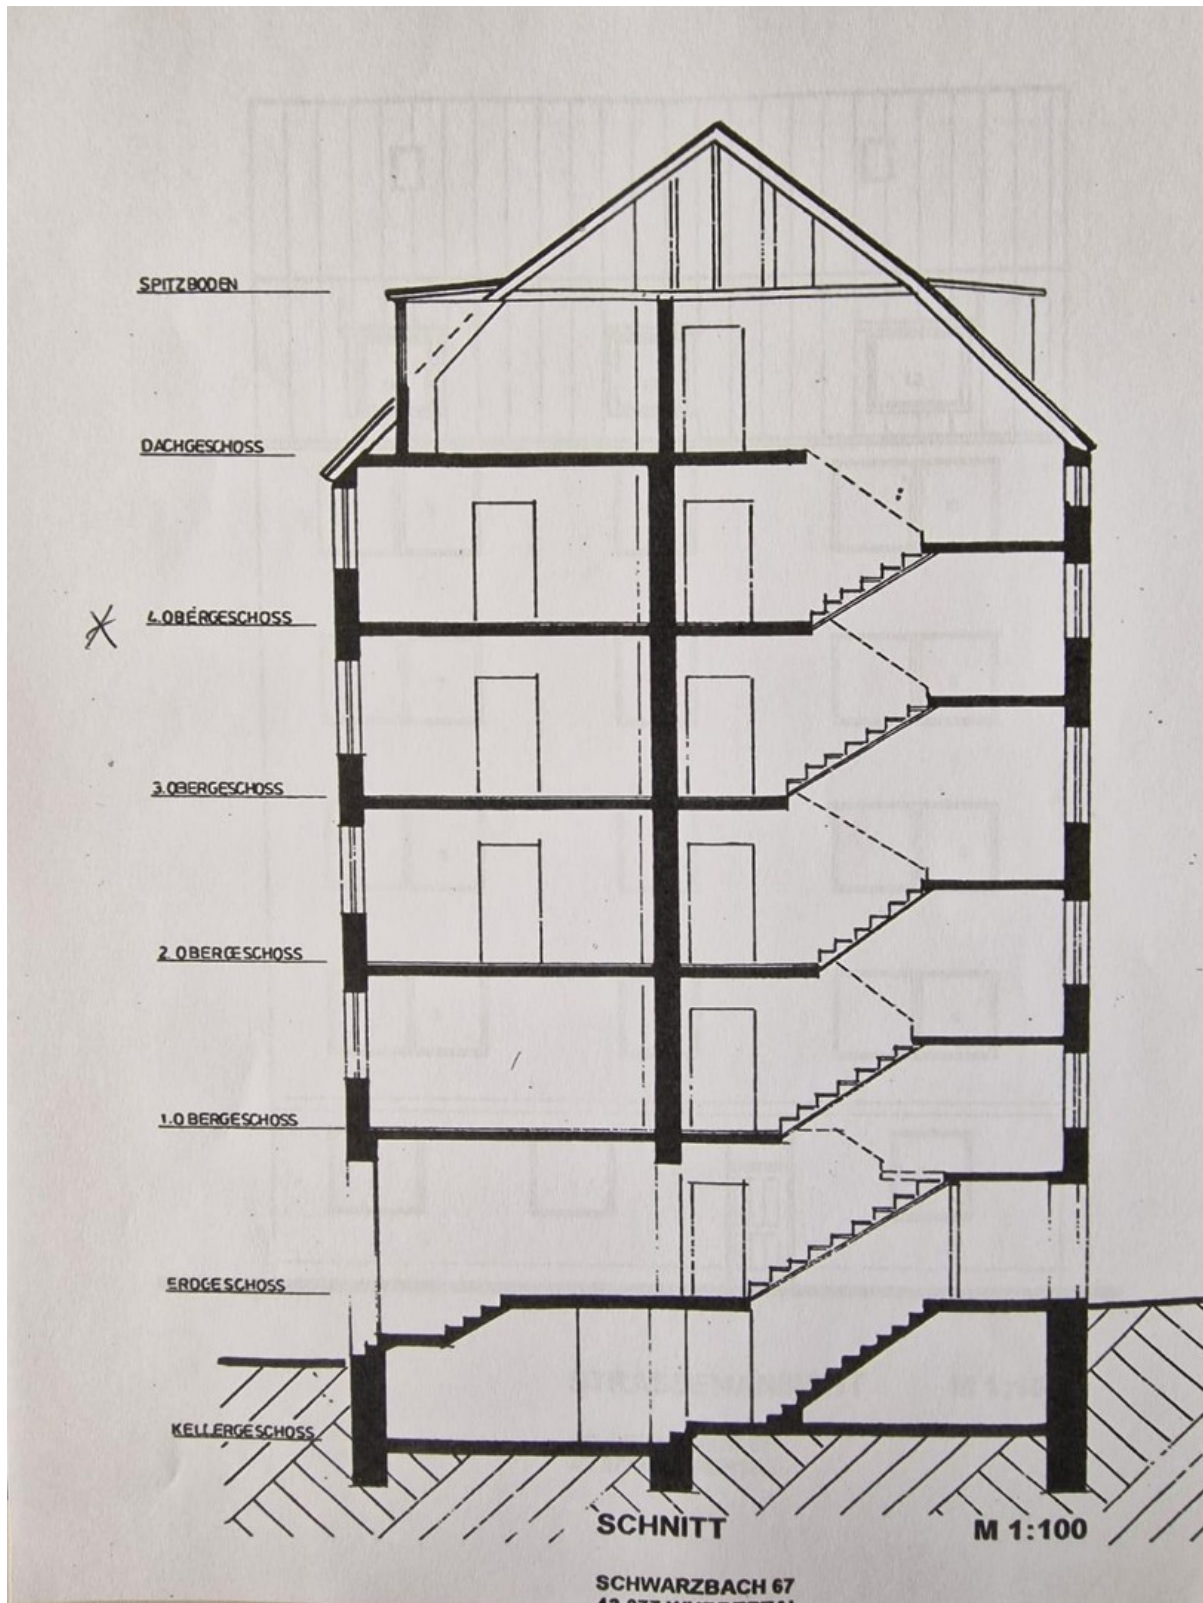 SPITZBODEN
DACHGESCHOSS
4.OBERGESCHOSS
3.OBERGESCHOSS
2.OBERGESCHOSS
1.OBERGESCHOSS
ERDGESCHOSS
KELLERGESCHOSS
SCHNITT M 1:100
SCHWARZBACH 67